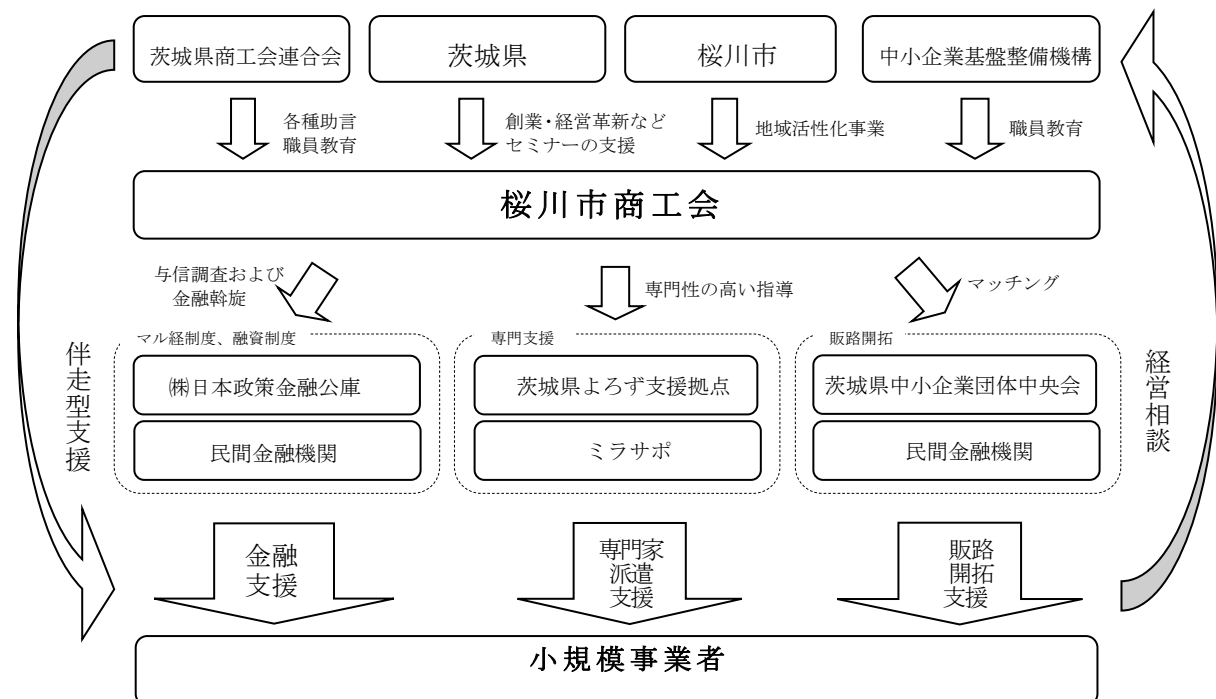 茨城県商工会連合会
茨城県
桜川市
中小企業基盤整備機構
各種助言
職員教育
創業・経営革新など
セミナーの支援
地域活性化事業
職員教育
桜川市商工会
与信調査および
金融斡旋
専門性の高い指導
マッチング
伴走型支援
経営相談
マル経制度、融資制度
㈱日本政策金融公庫
民間金融機関
専門支援
茨城県よろず支援拠点
ミラサポ
販路開拓
茨城県中小企業団体中央会
民間金融機関
金融
支援
専門家
派遣
支援
販路
開拓
支援
小規模事業者